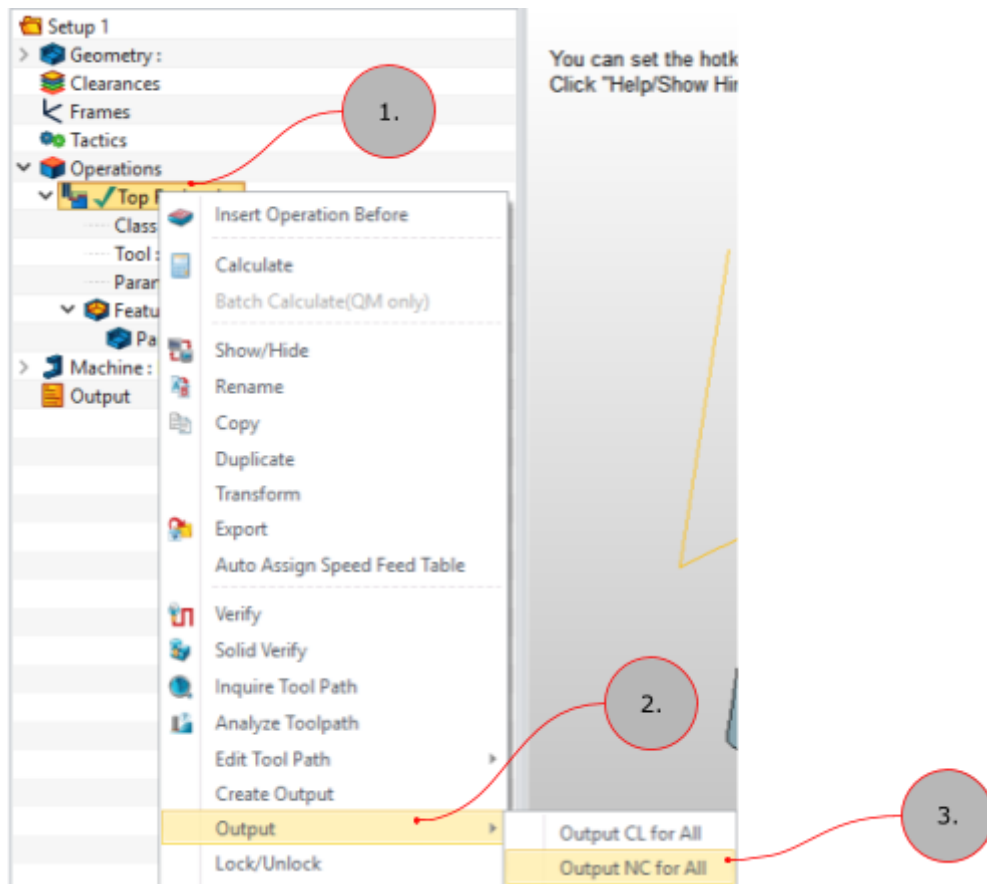 Setup 1
Geometry :
Clearances
Frames
Tactics
Operations
Top
Class
Tool :
Featu
Pa
Machine :
Output
You can set the hotk
Click "Help/Show Hi
1.
Insert Operation Before
Calculate
Batch Calculate(QM only)
Show/Hide
Rename
Copy
Duplicate
Transform
Export
Auto Assign Speed Feed Table
Verify
Solid Verify
Inquire Tool Path
Analyze Toolpath
Edit Tool Path
Create Output
Output
Lock/Unlock
2.
Output CL for All
Output NC for All
3.